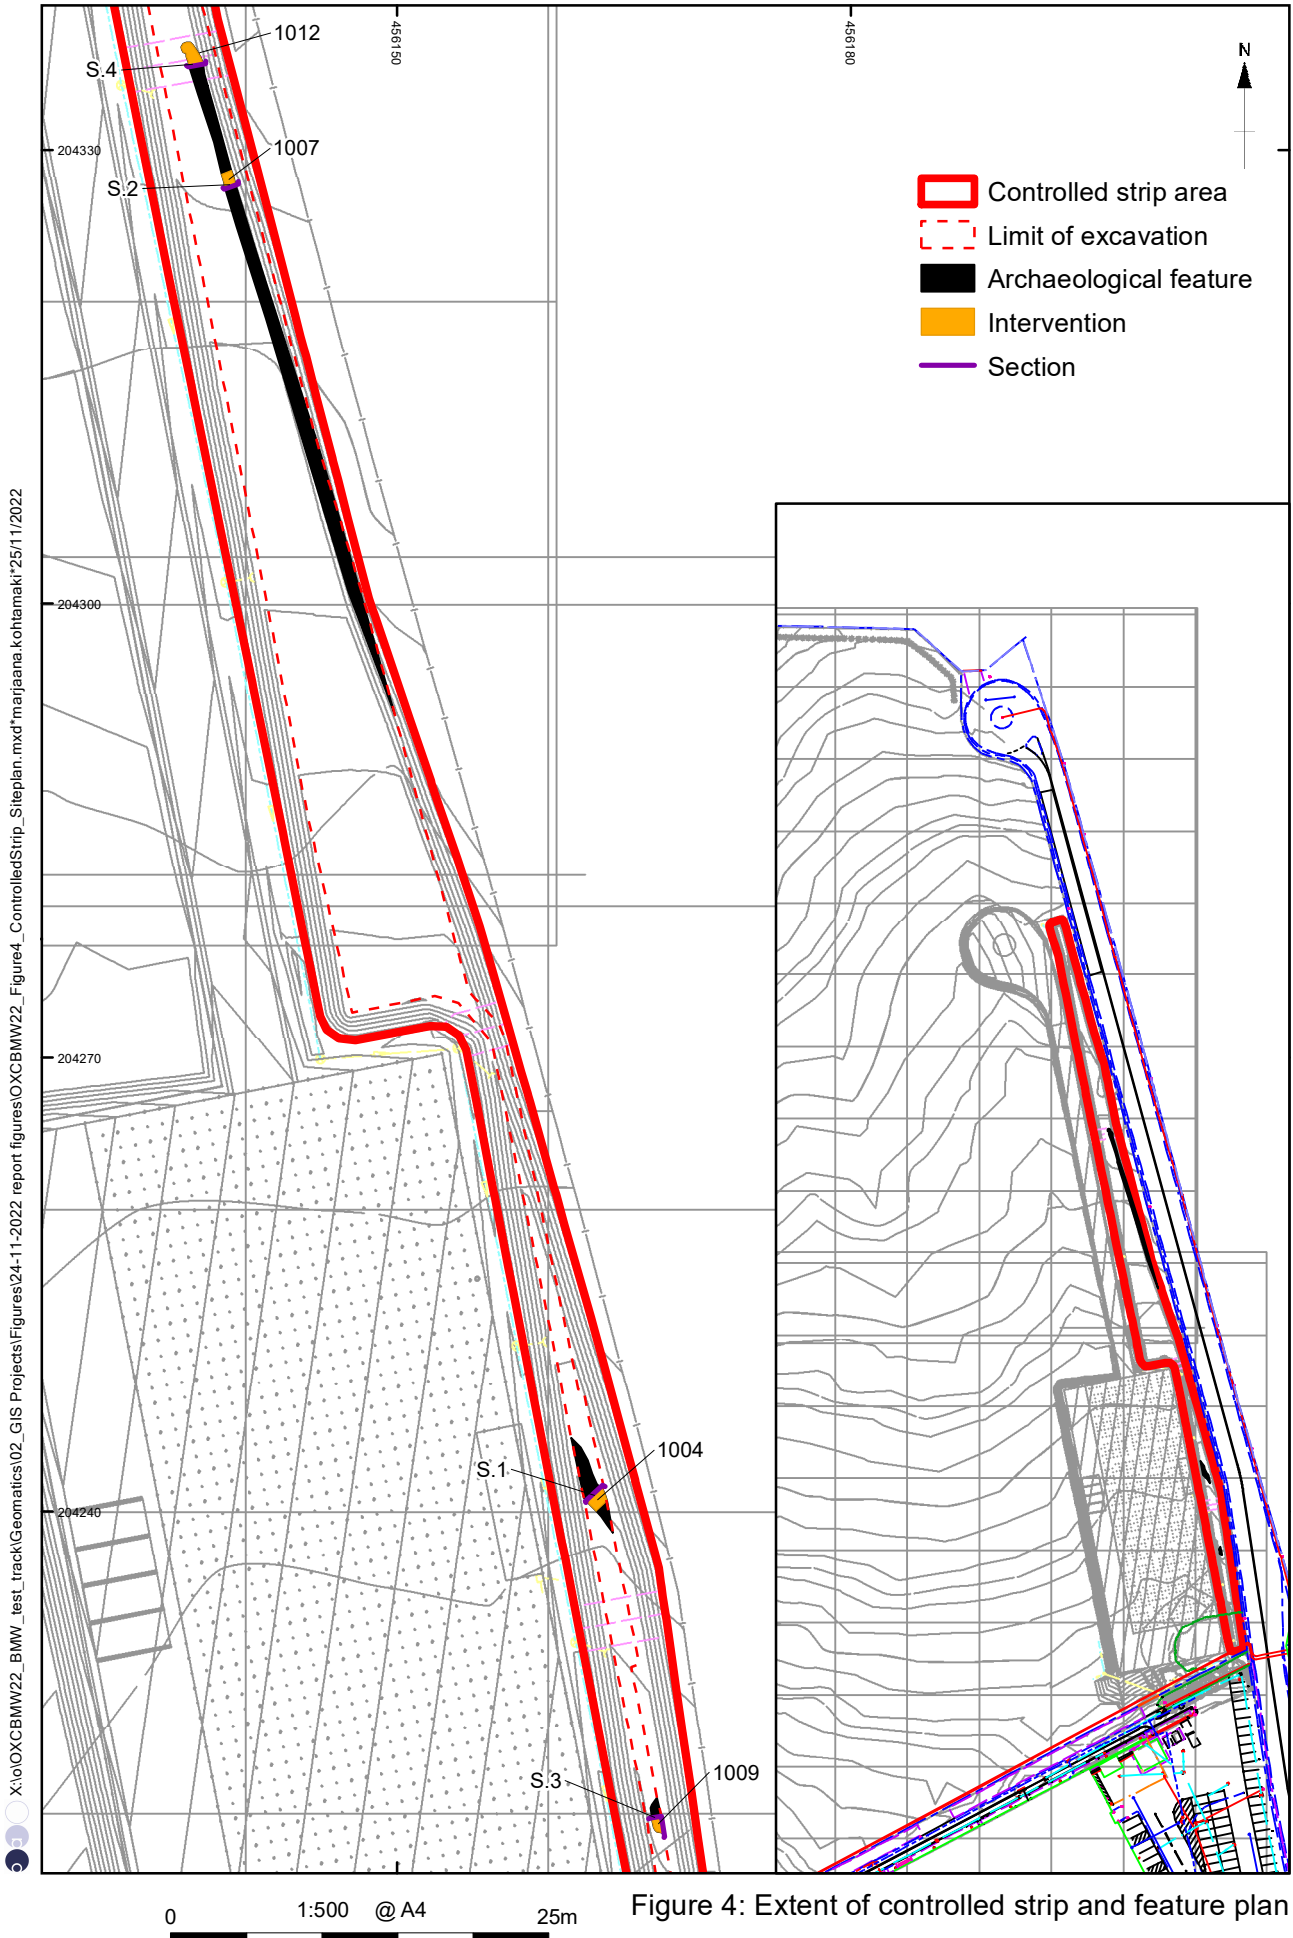 456150
456180
N
1012
S.4
204330
1007
S.2
Controlled strip area
Limit of excavation
Archaeological feature
Intervention
Section
204300
204270
1004
S.1
204240
1009
S.3
X:\o\OXCBMW22_BMW_test_track\Geomatics\02_GIS Projects\Figures\24-11-2022 report figures\OXCBMW22_Figure4_ControlledStrip_Siteplan.mxd*marjaana.kohtamaki*25/11/2022
0
1:500 @ A4
25m
Figure 4: Extent of controlled strip and feature plan